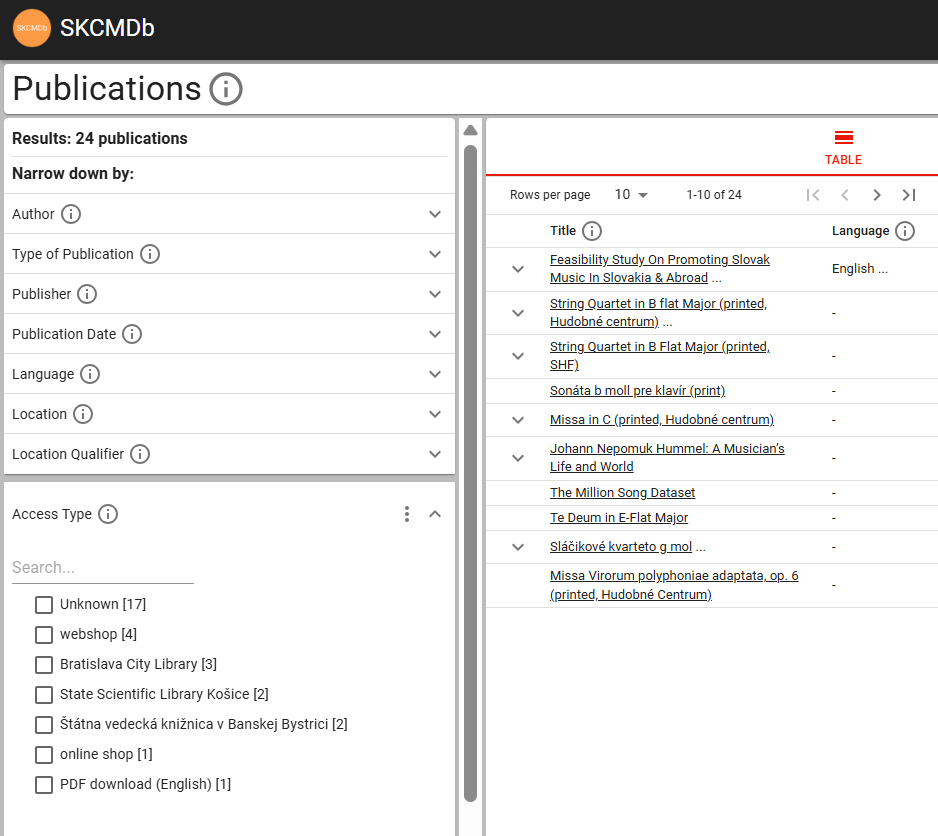 SKCMDb
SKCMDb
Publications
Results: 24 publications
Narrow down by:
Author
Type of Publication
Publisher
Publication Date
Language
Location
Location Qualifier
Access Type
Search...
Unknown [17]
webshop [4]
Bratislava City Library [3]
State Scientific Library Košice [2]
Štátna vedecká knižnica v Banskej Bystrici [2]
online shop [1]
PDF download (English) [1]
TABLE
Rows per page 10 1-10 of 24
Title Language
Feasibility Study On Promoting Slovak
Music In Slovakia & Abroad ...
English ...
String Quartet in B flat Major (printed,
Hudobné centrum) ...
-
String Quartet in B Flat Major (printed,
SHF)
-
Sonáta b moll pre klavír (print) -
Missa in C (printed, Hudobné centrum) -
Johann Nepomuk Hummel: A Musician’s
Life and World
-
The Million Song Dataset -
Te Deum in E-Flat Major -
Sláčikové kvarteto g mol ... -
Missa Virorum polyphoniae adaptata, op. 6
(printed, Hudobné Centrum)
-